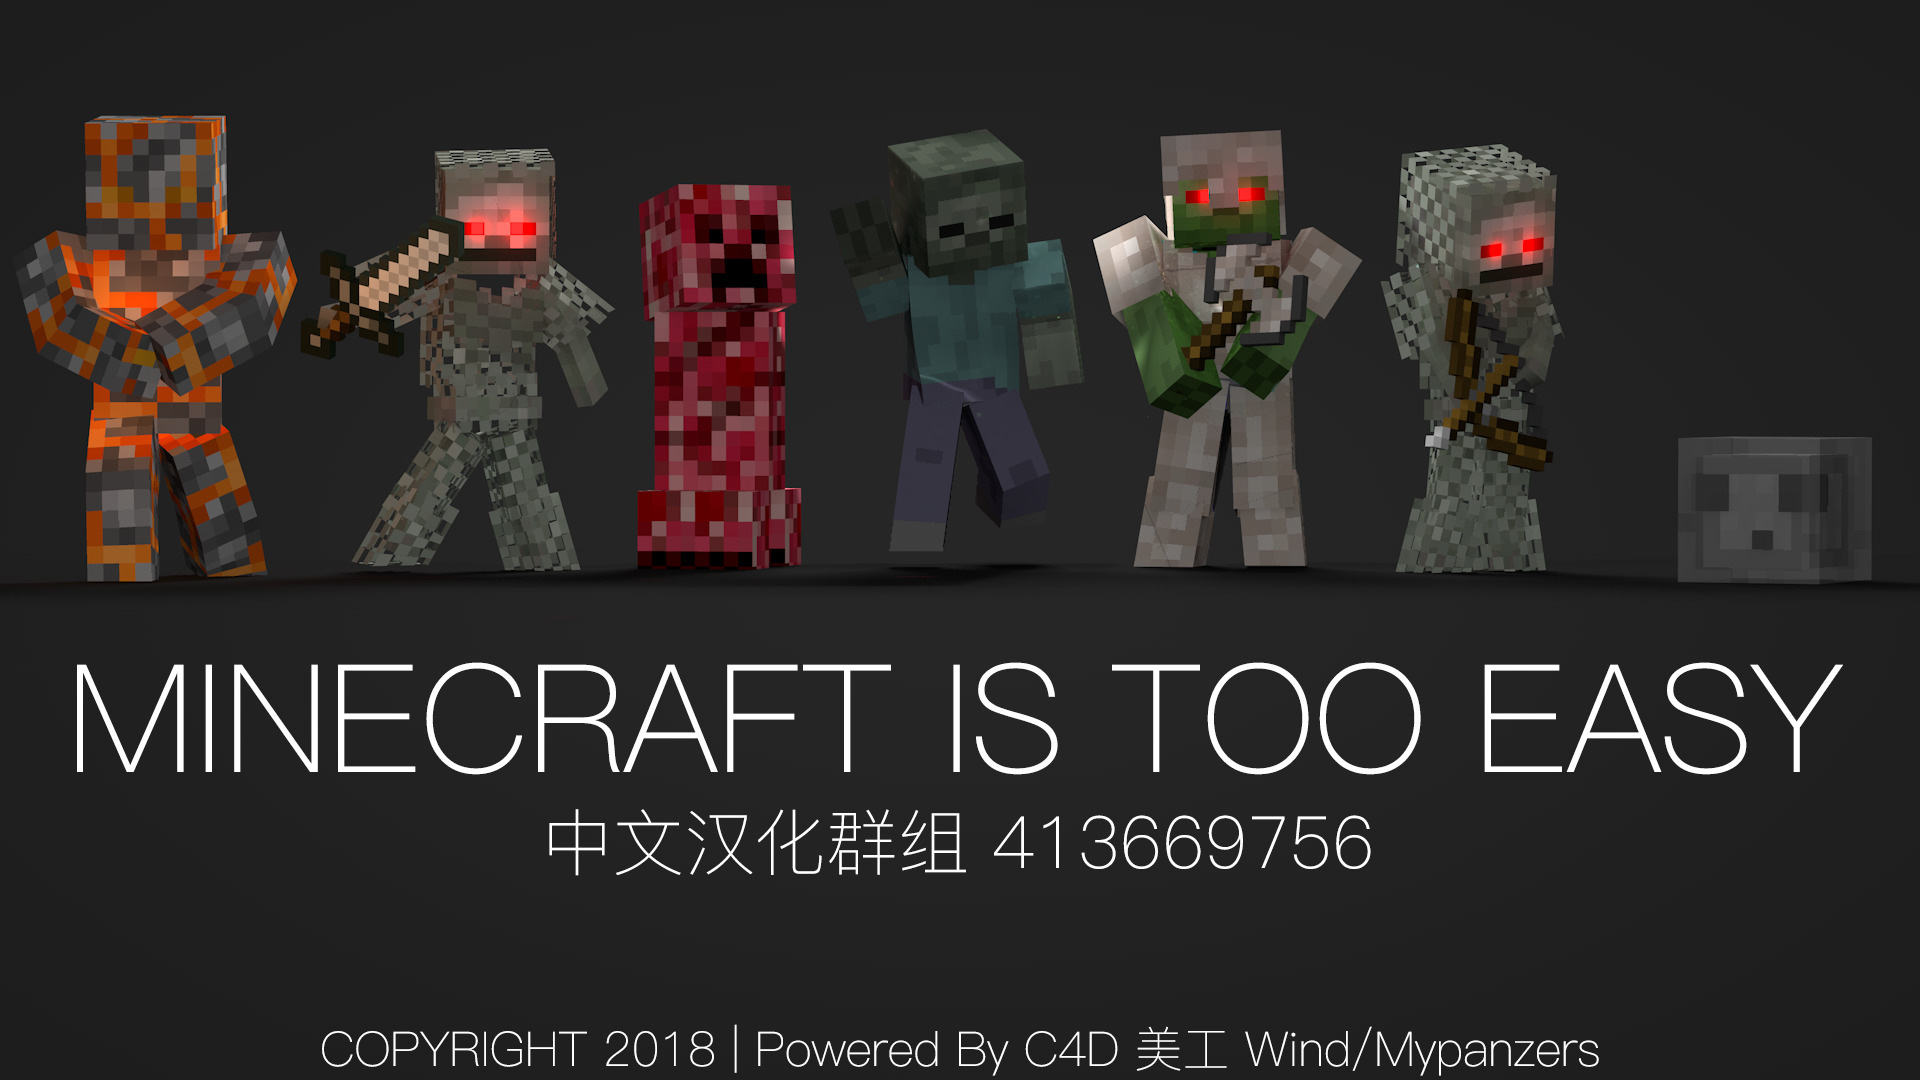 MINECRAFT IS TOO EASY
中文汉化群组 413669756
COPYRIGHT 2018 | Powered By C4D 美工 Wind/Mypanzers